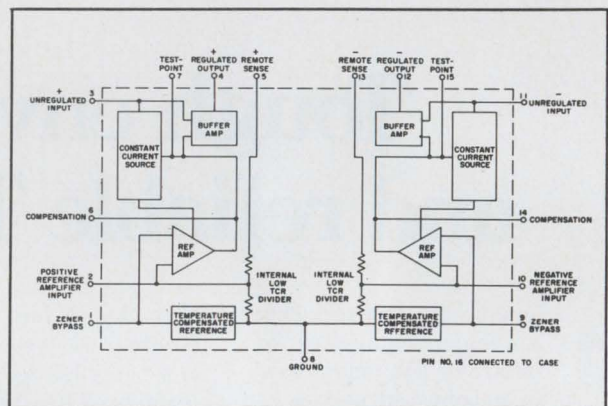 TEST-
POINT
7
+
REGULATED
OUTPUT
4
+
REMOTE
SENSE
5
−
REMOTE
SENSE
13
−
REGULATED
OUTPUT
12
TEST-
POINT
15
+
3
UNREGULATED
INPUT
11
−
UNREGULATED
INPUT
BUFFER
AMP
BUFFER
AMP
CONSTANT
CURRENT
SOURCE
CONSTANT
CURRENT
SOURCE
6
COMPENSATION
14
COMPENSATION
REF
AMP
REF
AMP
POSITIVE
REFERENCE
AMPLIFIER
INPUT
2
INTERNAL
LOW
TCR
DIVIDER
INTERNAL
LOW
TCR
DIVIDER
10
NEGATIVE
REFERENCE
AMPLIFIER
INPUT
ZENER
BYPASS
1
TEMPERATURE
COMPENSATED
REFERENCE
TEMPERATURE
COMPENSATED
REFERENCE
9
ZENER
BYPASS
8
GROUND
PIN NO. 16 CONNECTED TO CASE